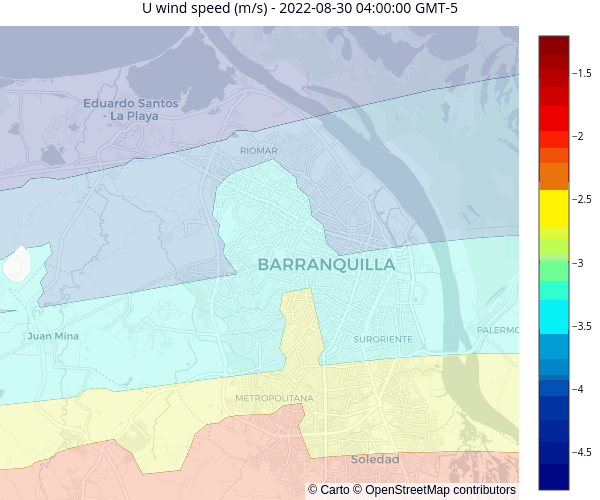 U wind speed (m/s) - 2022-08-30 04:00:00 GMT-5
Eduardo Santos
- La Playa
RIOMAR
BARRANQUILLA
Juan Mina
SURORIENTE
PALERMO
METROPOLITANA
Soledad
© Carto © OpenStreetMap contributors
−1.5
−2
−2.5
−3
−3.5
−4
−4.5